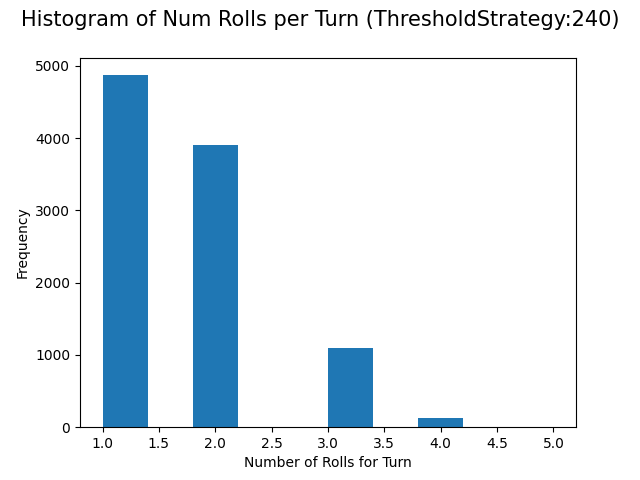 Histogram of Num Rolls per Turn (ThresholdStrategy:240)
5000
4000
3000
2000
1000
0
Frequency
1.0 1.5 2.0 2.5 3.0 3.5 4.0 4.5 5.0
Number of Rolls for Turn